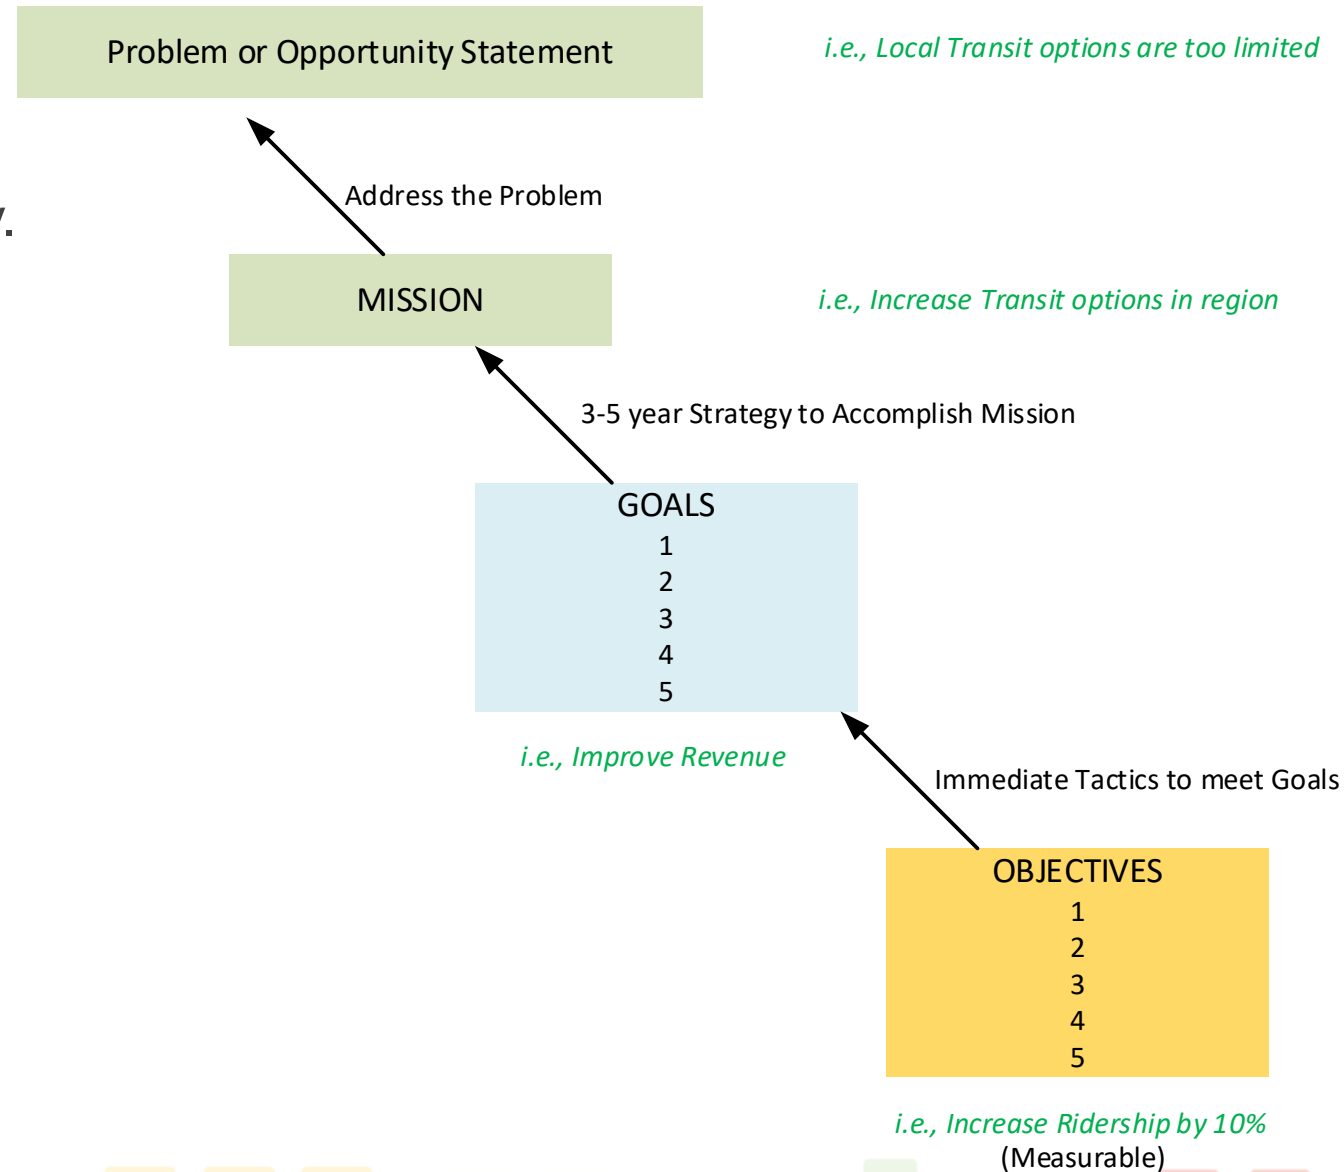 Problem or Opportunity Statement
i.e., Local Transit options are too limited
Address the Problem
MISSION
i.e., Increase Transit options in region
3-5 year Strategy to Accomplish Mission
GOALS
1
2
3
4
5
i.e., Improve Revenue
Immediate Tactics to meet Goals
OBJECTIVES
1
2
3
4
5
i.e., Increase Ridership by 10%
(Measurable)